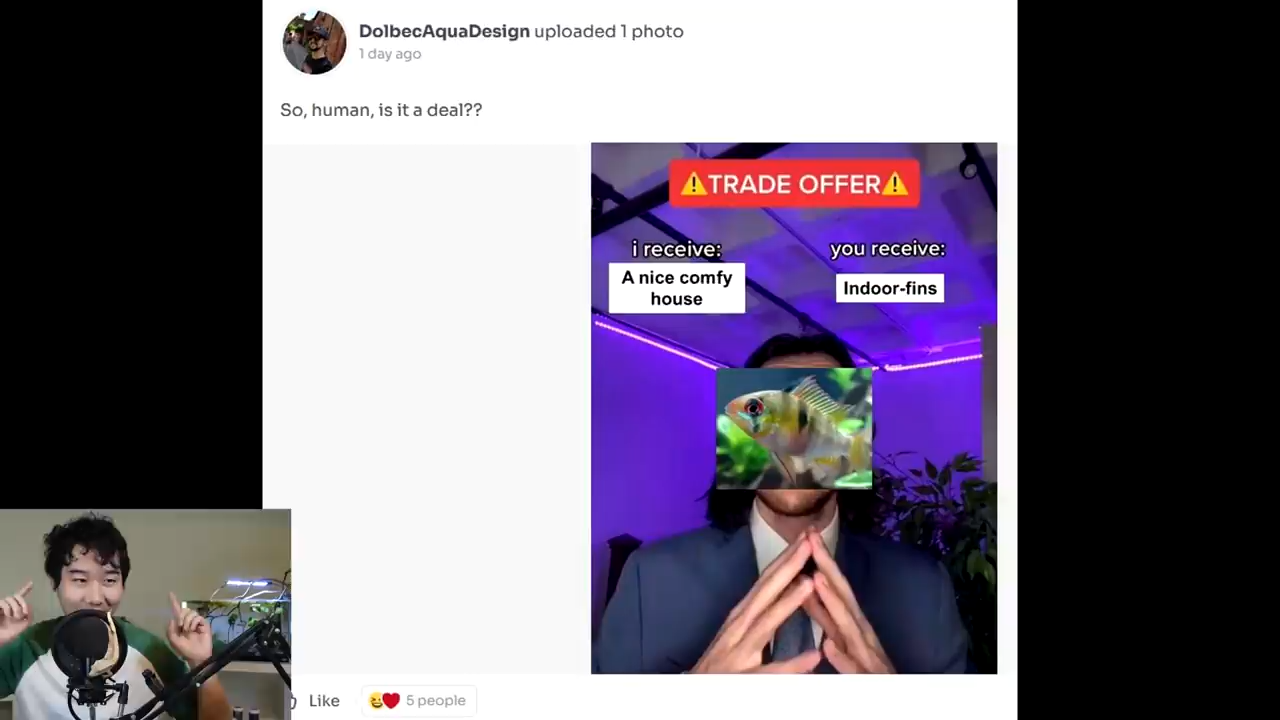 DolbecAquaDesign uploaded 1 photo
1 day ago
So, human, is it a deal??
⚠TRADE OFFER⚠
i receive:
you receive:
A nice comfy
house
Indoor-fins
Like
5 people